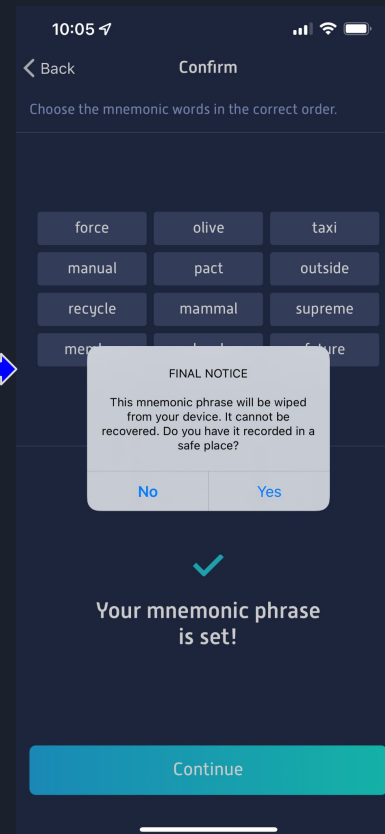 10:05
Back
Confirm
Choose the mnemonic words in the correct order.
force
olive
taxi
manual
pact
outside
recycle
mammal
supreme
FINAL NOTICE
This mnemonic phrase will be wiped
from your device. It cannot be
recovered. Do you have it recorded in a
safe place?
No
Yes
Your mnemonic phrase
is set!
Continue